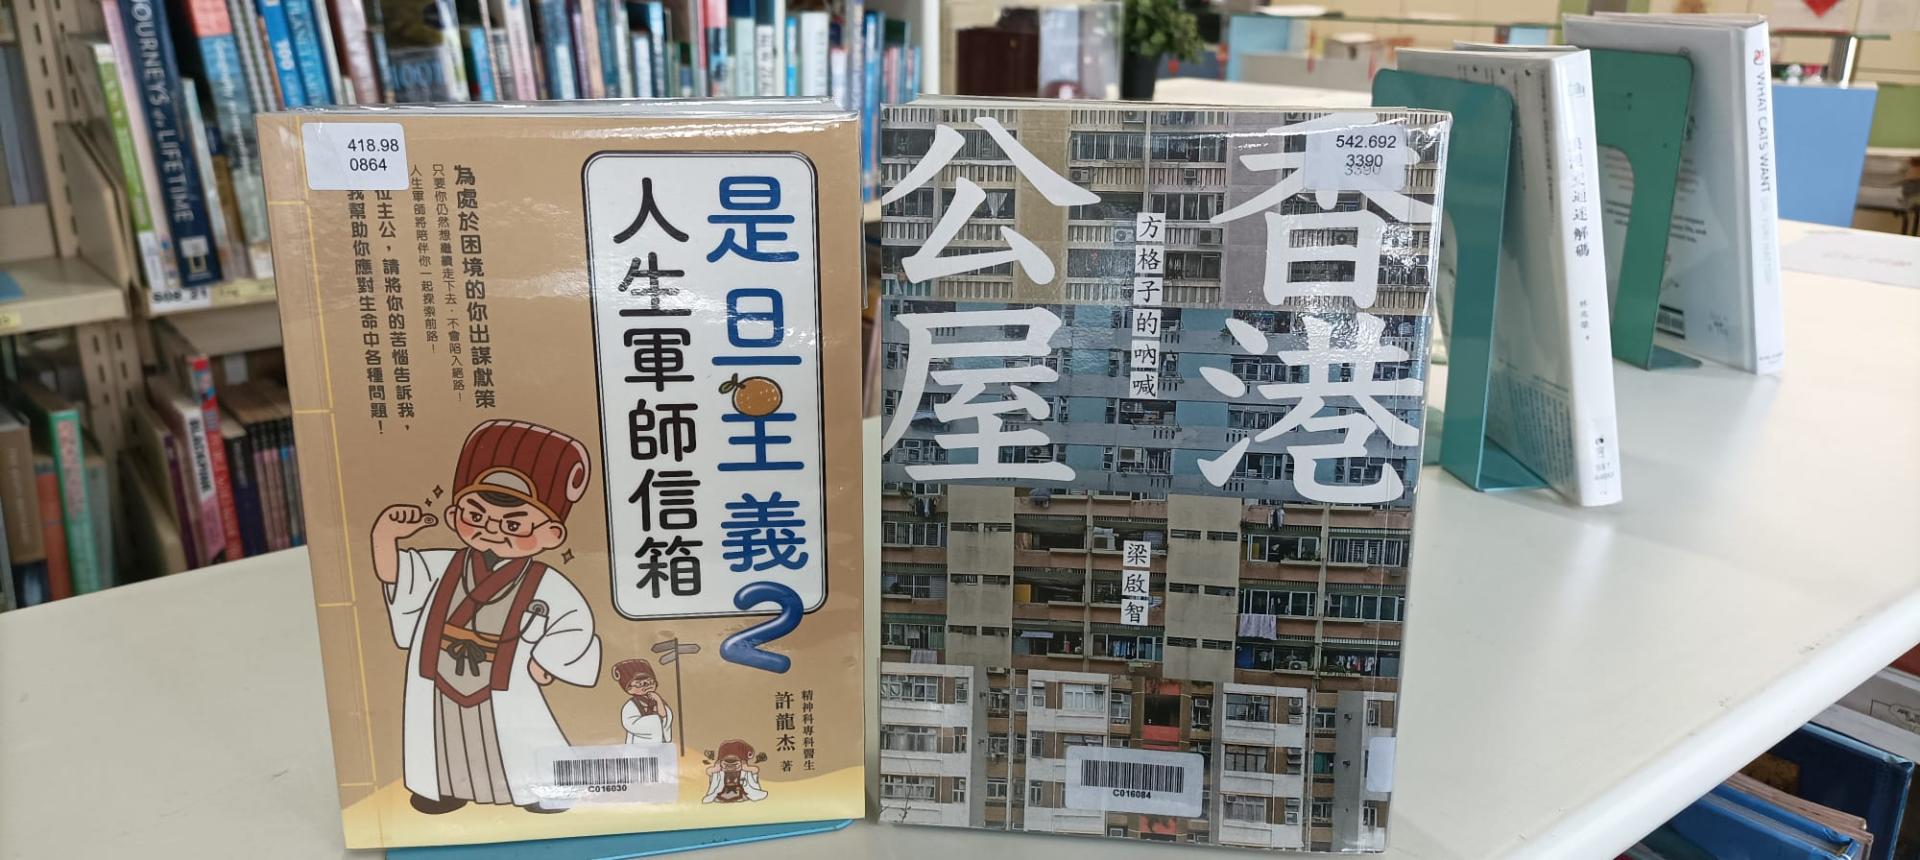 418.98
0864
是旦主義2
人生軍師信箱
為處於困境的你出謀獻策
只要你仍然想繼續走下去，不會陷入絕路！
人生軍師將陪伴你一起探索前路！
位主公，請將你的苦惱告訴我，
我幫助你應對生命中各種問題！
精神科專科醫生
許龍杰 著
C016030
542.692
3390
香港
公屋
方格子的吶喊
梁啟智
C016084
JOURNEYS of a LIFETIME
WHAT CATS WANT
BLACKPINK